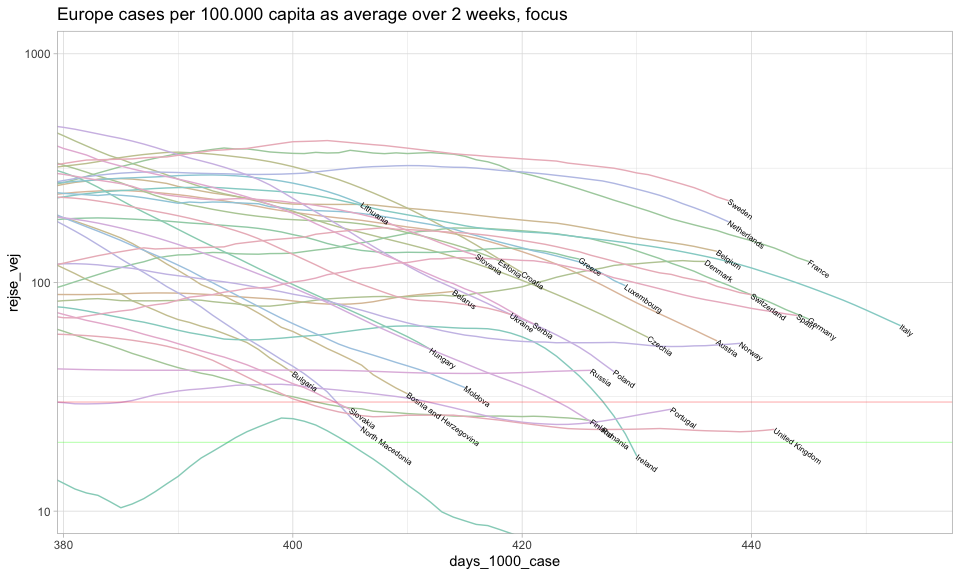 Europe cases per 100.000 capita as average over 2 weeks, focus
1000
100
10
rejse_vej
Sweden
Lithuania
Netherlands
Belgium
France
Estonia
Slovenia
Croatia
Greece
Denmark
Luxembourg
Belarus
Switzerland
Spain
Germany
Italy
Ukraine
Serbia
Czechia
Austria
Norway
Hungary
Bulgaria
Moldova
Russia
Poland
Bosnia and Herzegovina
Slovakia
North Macedonia
Portugal
Finland
Romania
United Kingdom
Ireland
380
400
420
440
days_1000_case